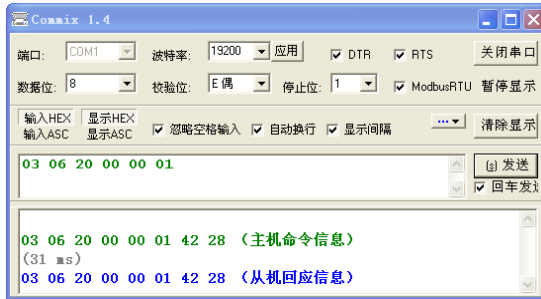 Commix 1.4
端口: COM1 波特率: 19200 应用 DTR RTS 关闭串口
数据位: 8 校验位: E 偶 停止位: 1 ModbusRTU 暂停显示
输入HEX 显示HEX
输入ASC 显示ASC 忽略空格输入 自动换行 显示间隔 ... 清除显示
03 06 20 00 00 01 [s] 发送
回车发送
03 06 20 00 00 01 42 28 (主机命令信息)
(31 ms)
03 06 20 00 00 01 42 28 (从机回应信息)